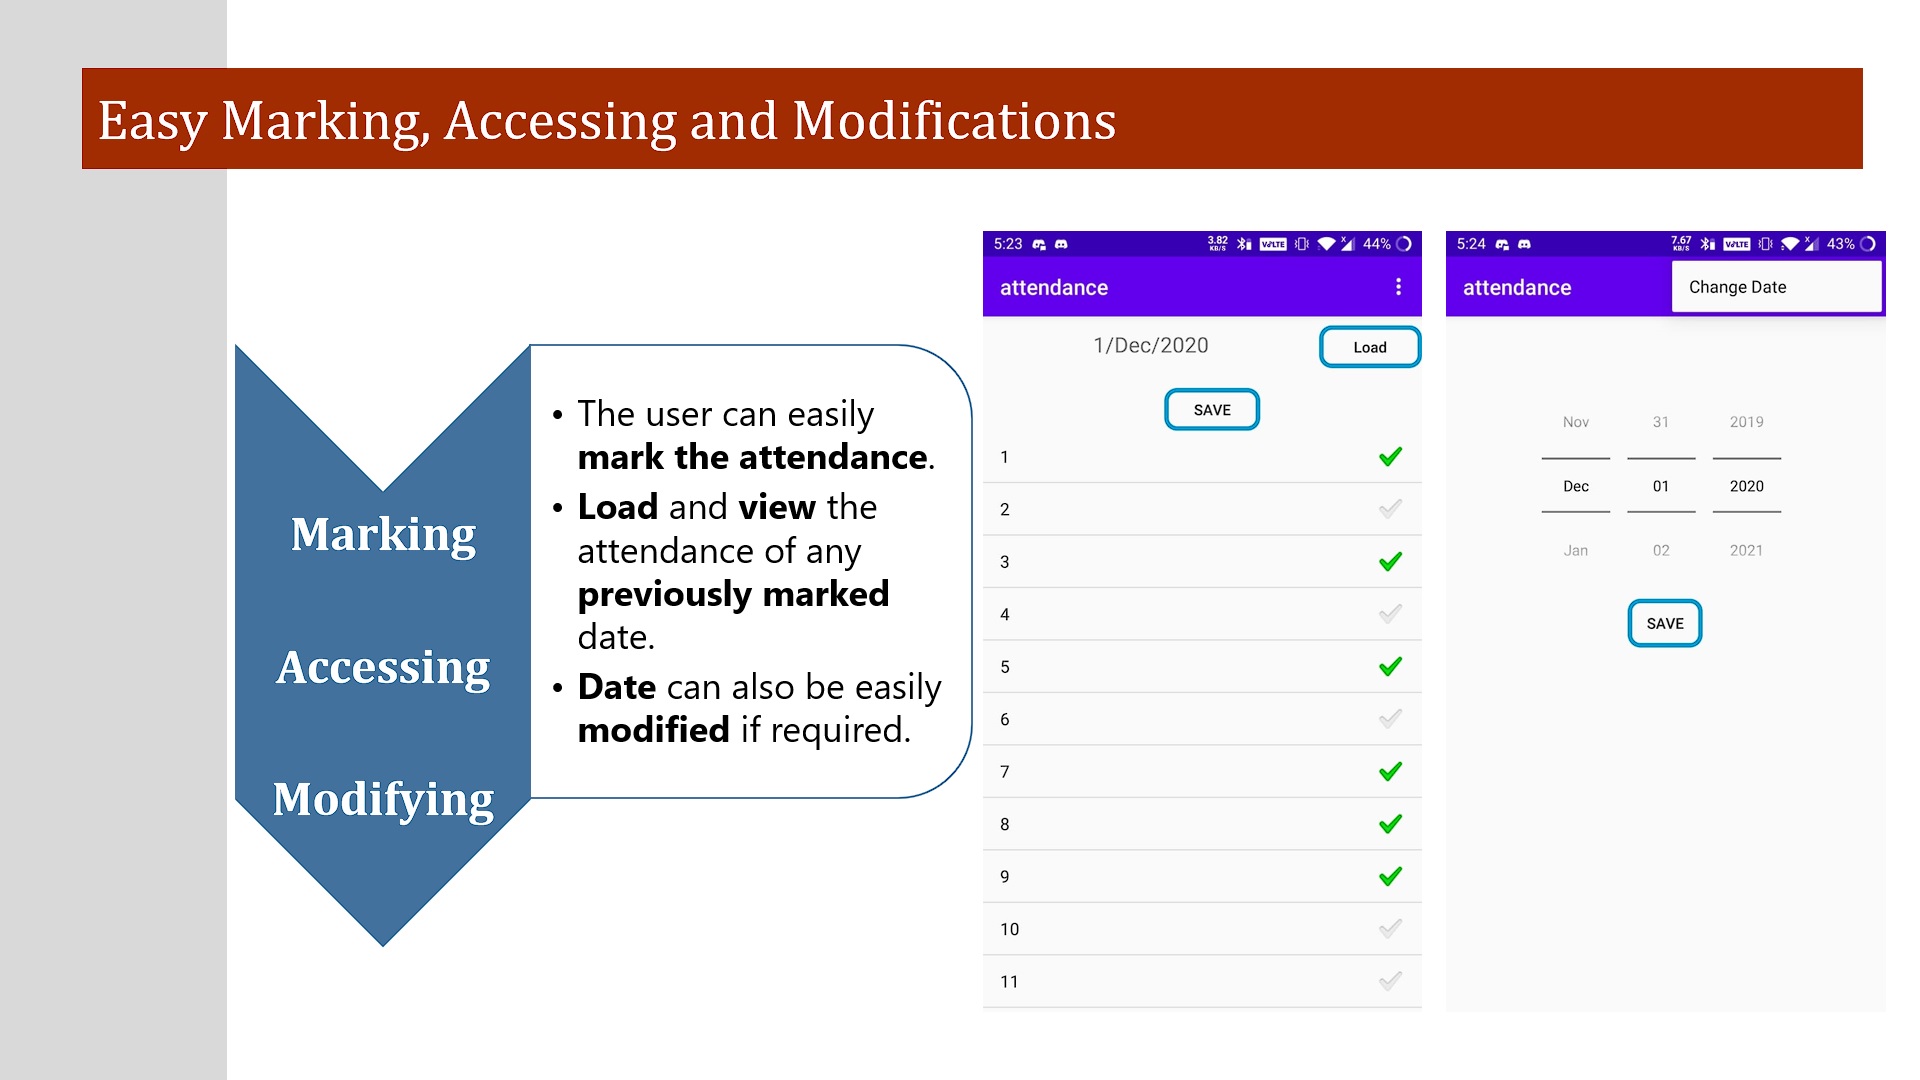 Easy Marking, Accessing and Modifications
Marking
Accessing
Modifying
• The user can easily
mark the attendance.
• Load and view the
attendance of any
previously marked
date.
• Date can also be easily
modified if required.
5:23 3.82 KB/S VoLTE X 44%
attendance
1/Dec/2020 Load
SAVE
1
2
3
4
5
6
7
8
9
10
11
5:24 7.67 KB/S VoLTE X 43%
attendance Change Date
Nov 31 2019
Dec 01 2020
Jan 02 2021
SAVE